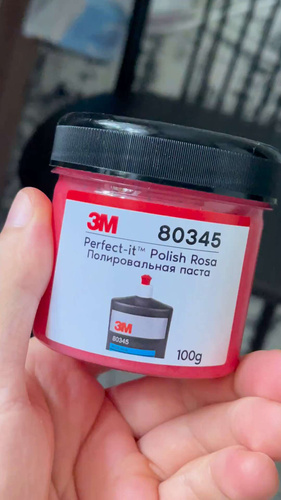 3M 80345
Perfect-it™ Polish Rosa
Полировальная паста
3M
80345
100g